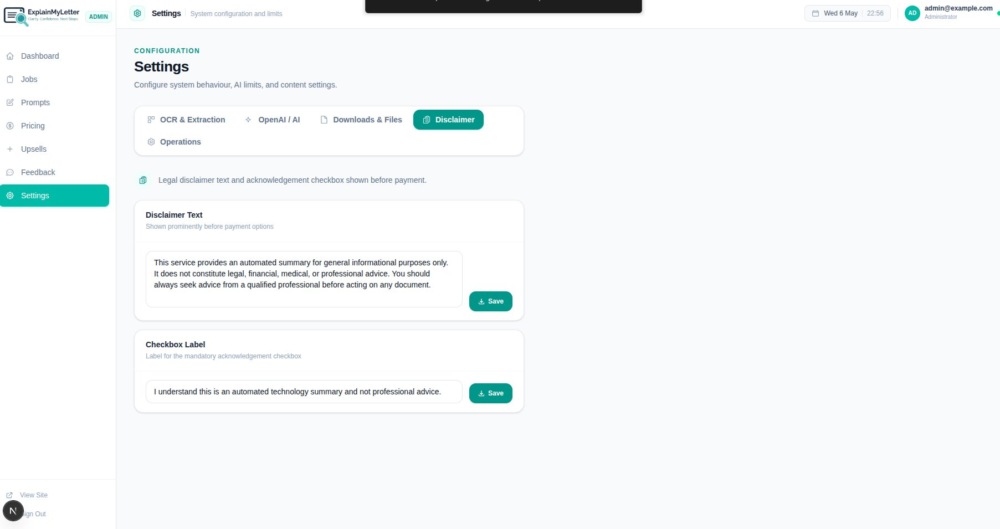 ExplainMyLetter
Clarity. Confidence. Next Steps.
ADMIN
Settings
System configuration and limits
Wed 6 May
22:56
AD
admin@example.com
Administrator
Dashboard
Jobs
Prompts
Pricing
Upsells
Feedback
Settings
CONFIGURATION
Settings
Configure system behaviour, AI limits, and content settings.
OCR & Extraction
OpenAI / AI
Downloads & Files
Disclaimer
Operations
Legal disclaimer text and acknowledgement checkbox shown before payment.
Disclaimer Text
Shown prominently before payment options
This service provides an automated summary for general informational purposes only.
It does not constitute legal, financial, medical, or professional advice. You should
always seek advice from a qualified professional before acting on any document.
Save
Checkbox Label
Label for the mandatory acknowledgement checkbox
I understand this is an automated technology summary and not professional advice.
Save
View Site
N
ign Out